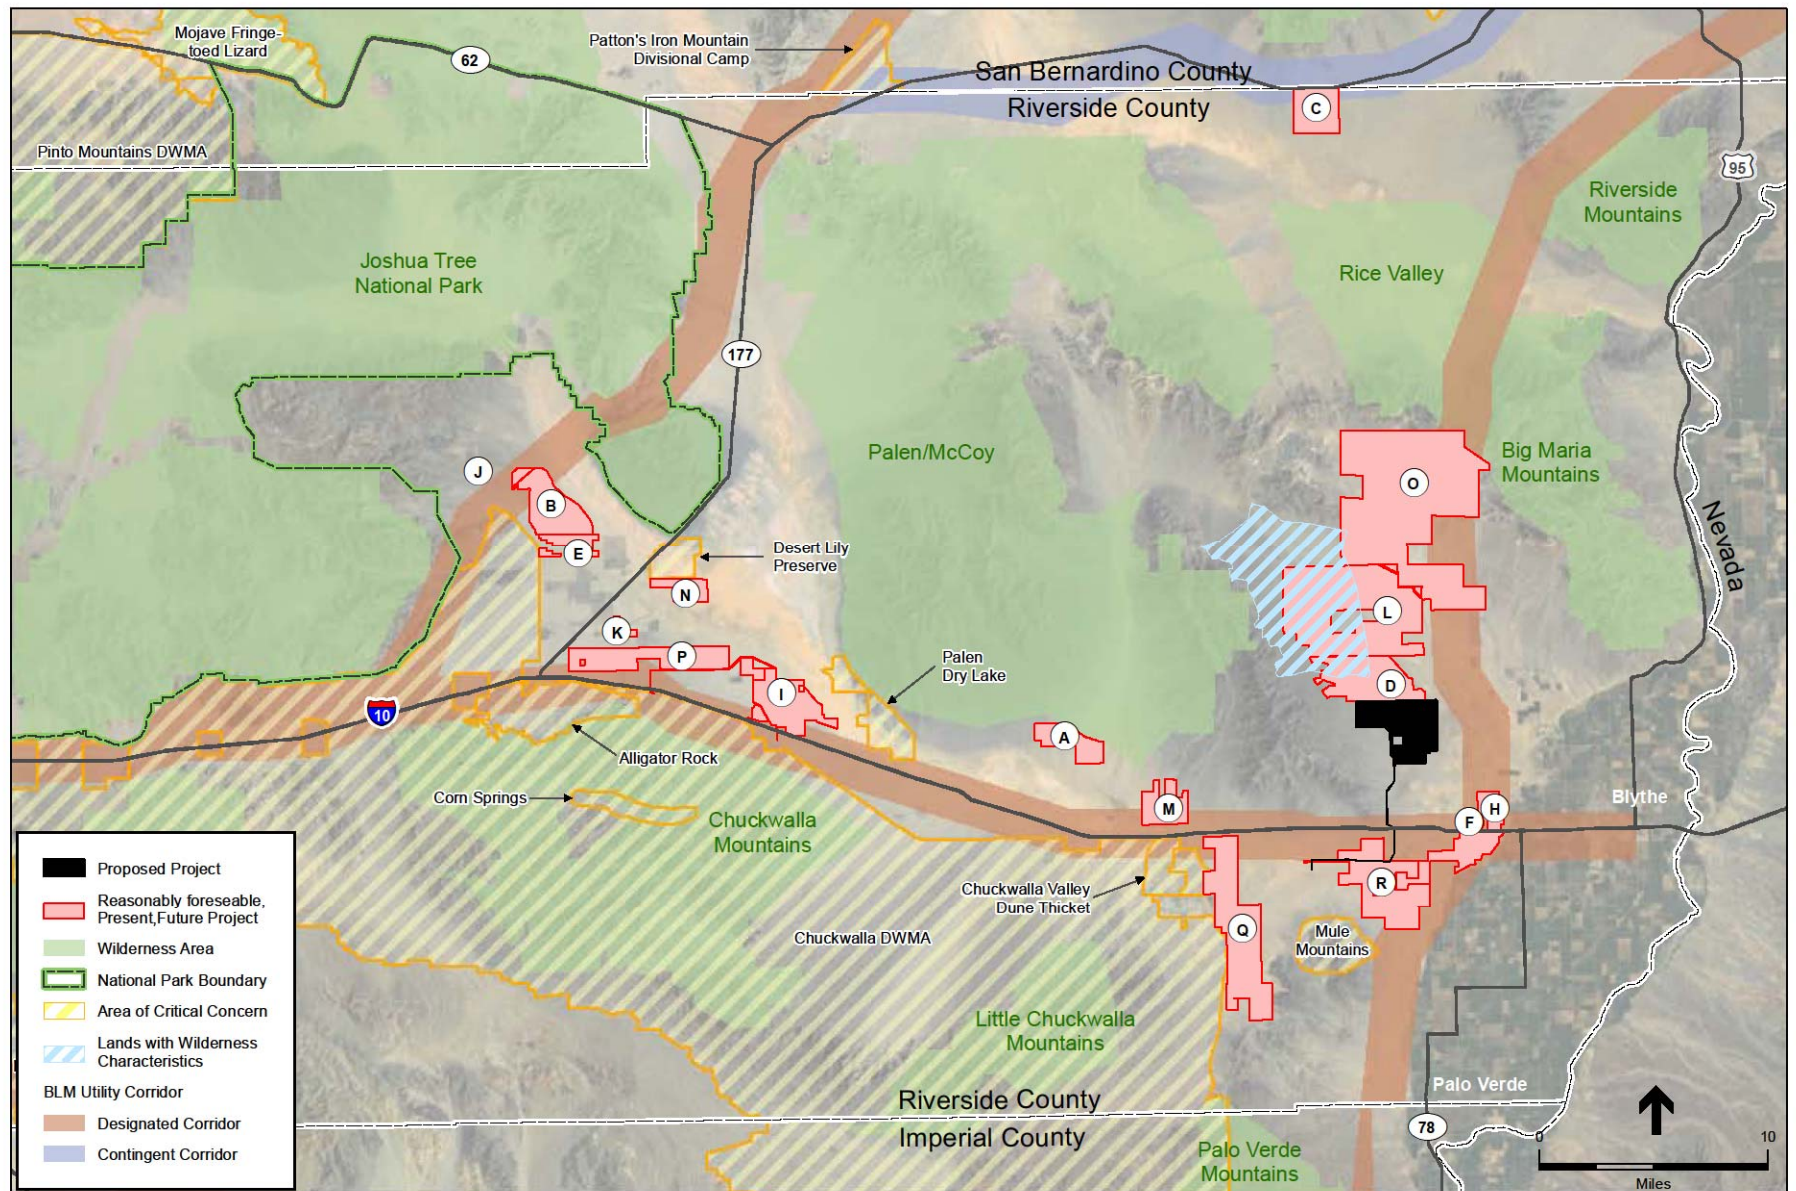 Mojave Fringe-
toed Lizard
62
Patton's Iron Mountain
Divisional Camp
San Bernardino County
Riverside County
C
95
Pinto Mountains DWMA
Riverside
Mountains
Joshua Tree
National Park
Rice Valley
177
Palen/McCoy
Big Maria
Mountains
J
B
O
E
Desert Lily
Preserve
Nevada
N
L
K
P
Palen
Dry Lake
I
D
10
A
Alligator Rock
Corn Springs
Chuckwalla
Mountains
M
H
F
Blythe
Chuckwalla Valley
Dune Thicket
R
Chuckwalla DWMA
Q
Mule
Mountains
Little Chuckwalla
Mountains
Palo Verde
Riverside County
Imperial County
78
Palo Verde
Mountains
Proposed Project
Reasonably foreseeable,
Present,Future Project
Wilderness Area
National Park Boundary
Area of Critical Concern
Lands with Wilderness
Characteristics
BLM Utility Corridor
Designated Corridor
Contingent Corridor
0
10
Miles